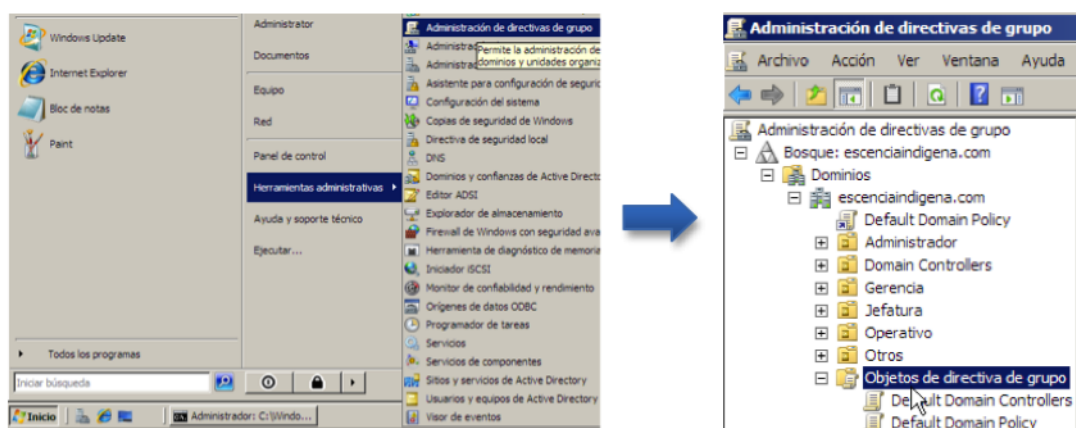 Windows Update
Internet Explorer
Bloc de notas
Paint
Todos los programas
Iniciar búsqueda
Inicio
Administrador: C:\Windo...
Administrator
Documentos
Equipo
Red
Panel de control
Herramientas administrativas
Ayuda y soporte técnico
Ejecutar...
Administración de directivas de grupo
Administrac
Permite la administración de
Administrac
dominios y unidades organiz
Asistente para configuración de seguric
Configuración del sistema
Copias de seguridad de Windows
Directiva de seguridad local
DNS
Dominios y confianzas de Active Directo
Editor ADSI
Explorador de almacenamiento
Firewall de Windows con seguridad ava
Herramienta de diagnóstico de memoria
Iniciador iSCSI
Monitor de confiabilidad y rendimiento
Orígenes de datos ODBC
Programador de tareas
Servicios
Servicios de componentes
Sitios y servicios de Active Directory
Usuarios y equipos de Active Directory
Visor de eventos
Administración de directivas de grupo
Archivo Acción Ver Ventana Ayuda
Administración de directivas de grupo
Bosque: escenciaindigena.com
Dominios
escenciaindigena.com
Default Domain Policy
Administrador
Domain Controllers
Gerencia
Jefatura
Operativo
Otros
Objetos de directiva de grupo
Default Domain Controllers
Default Domain Policy